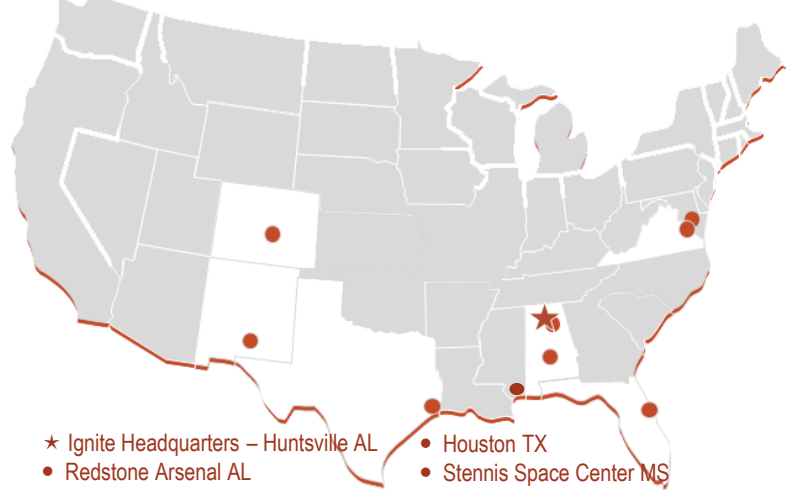 ★ Ignite Headquarters – Huntsville AL
• Redstone Arsenal AL
• Houston TX
• Stennis Space Center MS